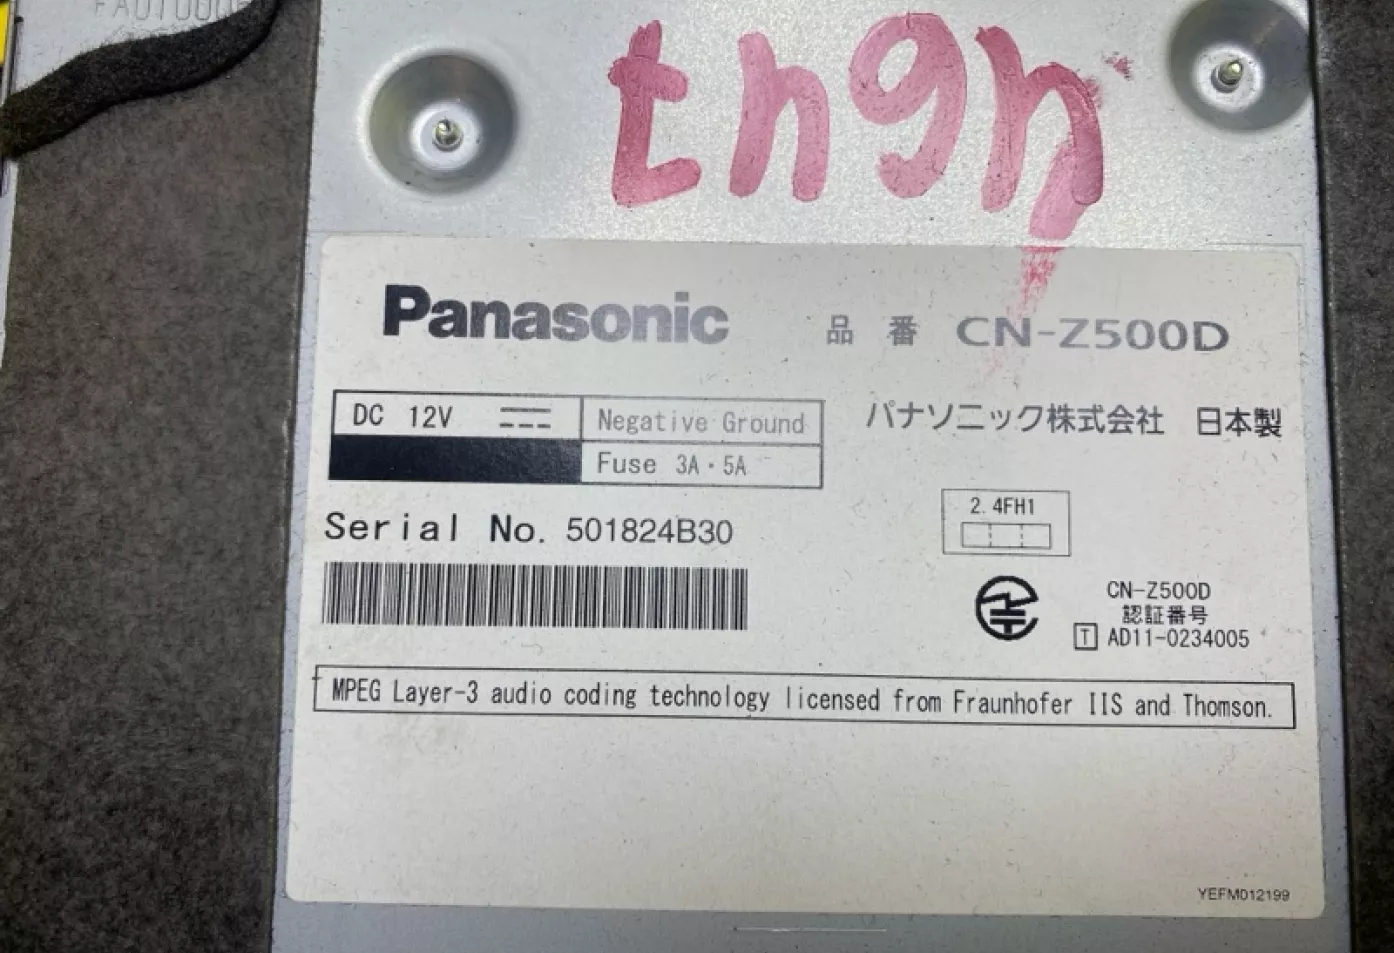 Panasonic 品 番 CN-Z500D
DC 12V Negative Ground
Fuse 3A・5A
パナソニック株式会社 日本製
2.4FH1
Serial No. 501824B30
CN-Z500D
認証番号
T AD11-0234005
MPEG Layer-3 audio coding technology licensed from Fraunhofer IIS and Thomson.
YEFM012199